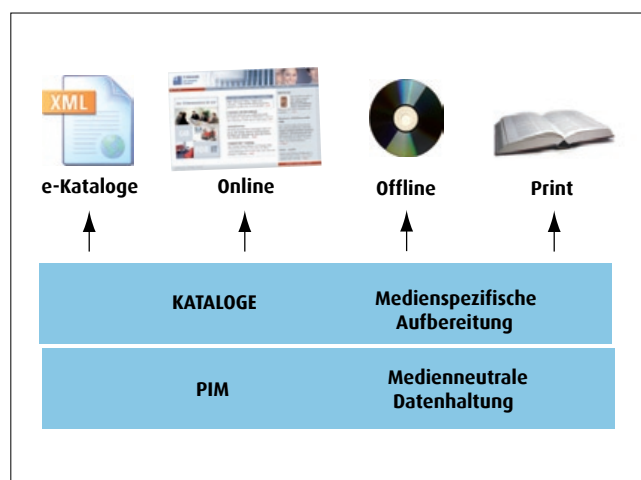 XML
e-Kataloge
Online
Offline
Print
KATALOGE
Medienspezifische
Aufbereitung
PIM
Medienneutrale
Datenhaltung